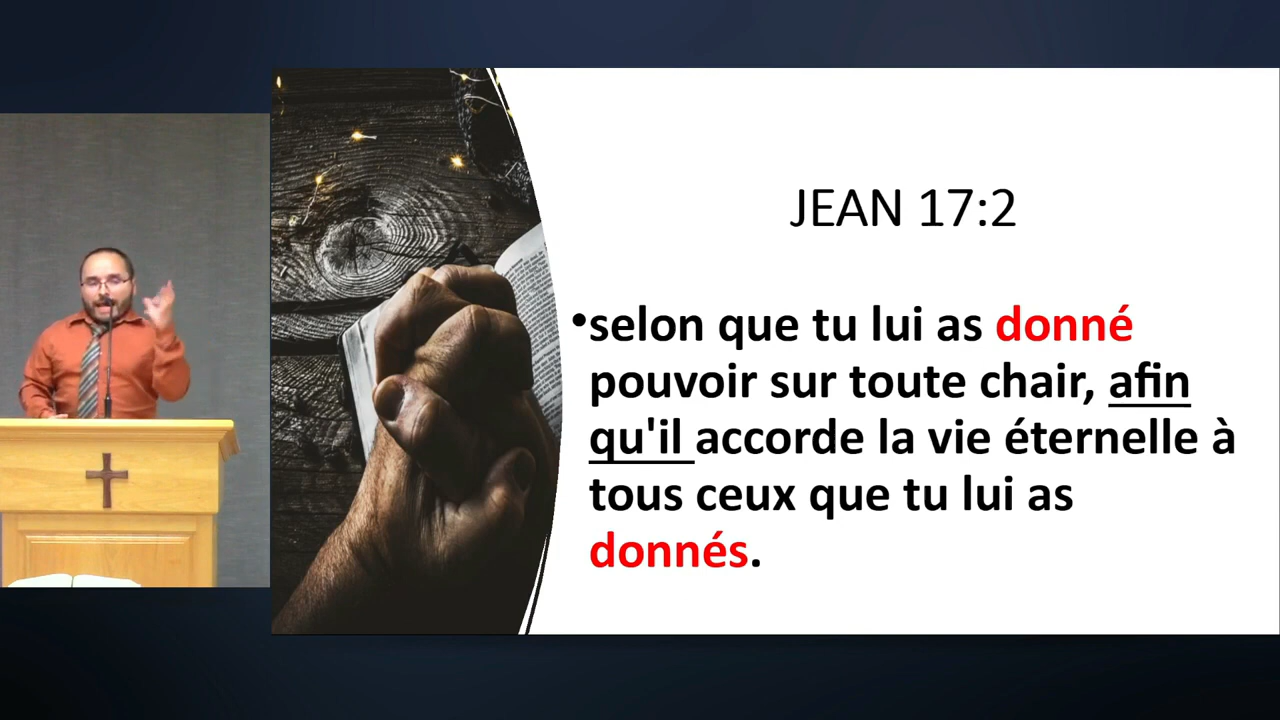 JEAN 17:2
•selon que tu lui as donné
pouvoir sur toute chair, afin
qu'il accorde la vie éternelle à
tous ceux que tu lui as
donnés.